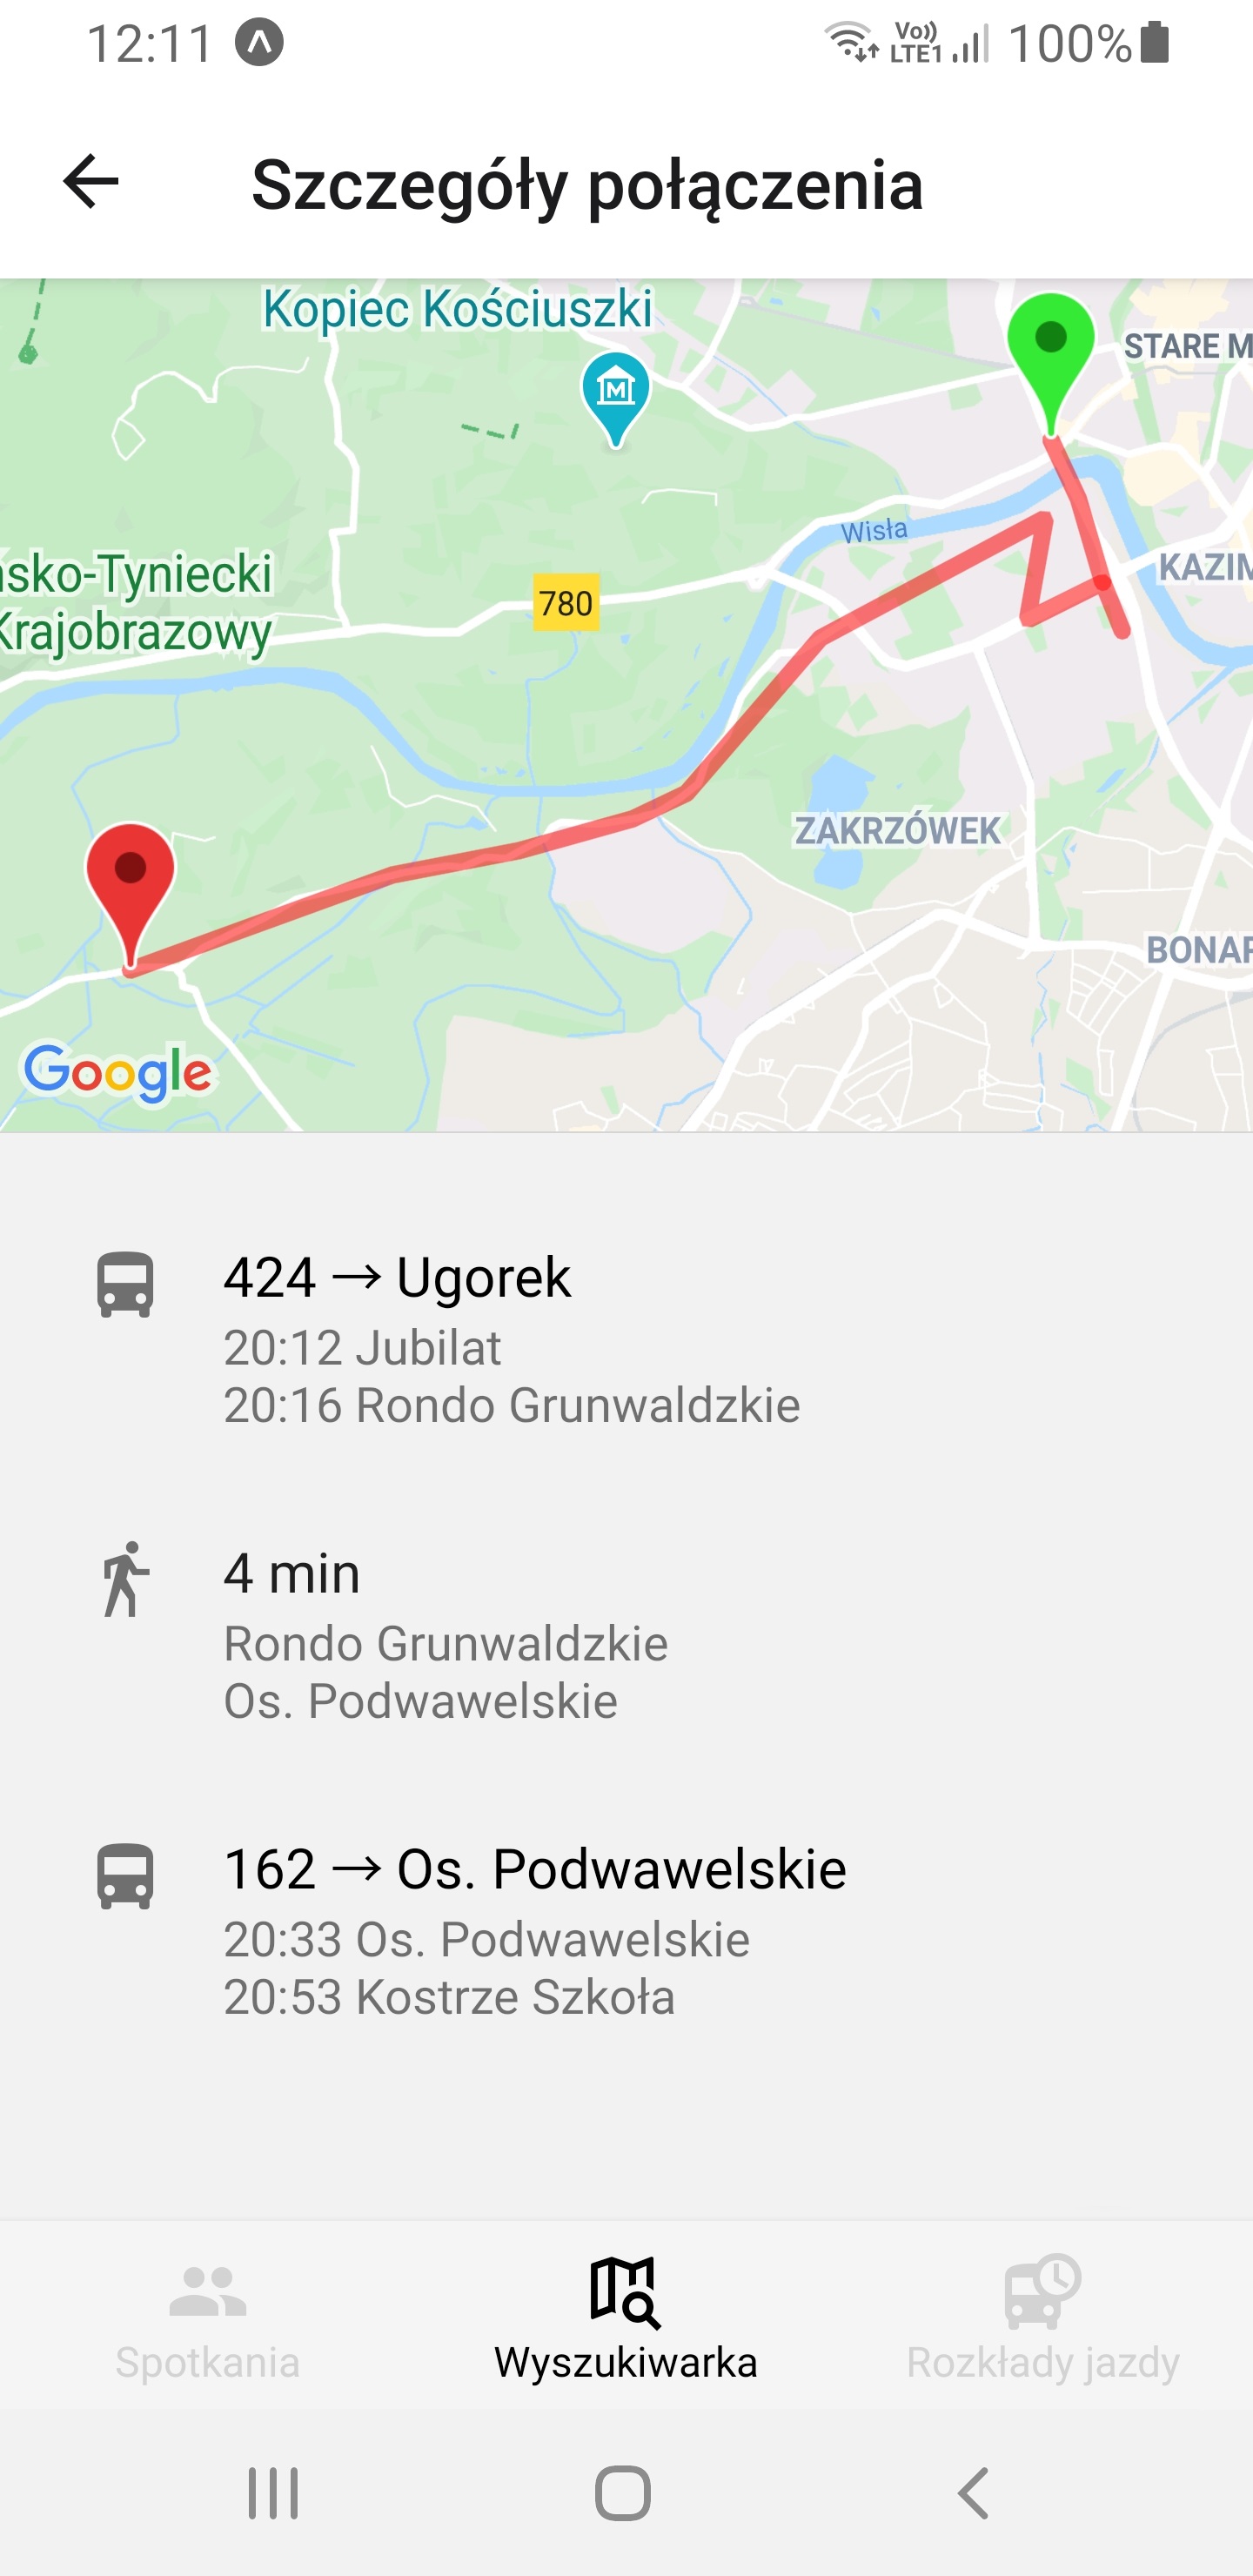 12:11 Vo)) LTE1 100%
Szczegóły połączenia
Kopiec Kościuszki
STARE M
Wisła
KAZIM
nsko-Tyniecki
Krajobrazowy
780
ZAKRZÓWEK
BONAR
Google
424 → Ugorek
20:12 Jubilat
20:16 Rondo Grunwaldzkie
4 min
Rondo Grunwaldzkie
Os. Podwawelskie
162 → Os. Podwawelskie
20:33 Os. Podwawelskie
20:53 Kostrze Szkoła
Spotkania
Wyszukiwarka
Rozkłady jazdy